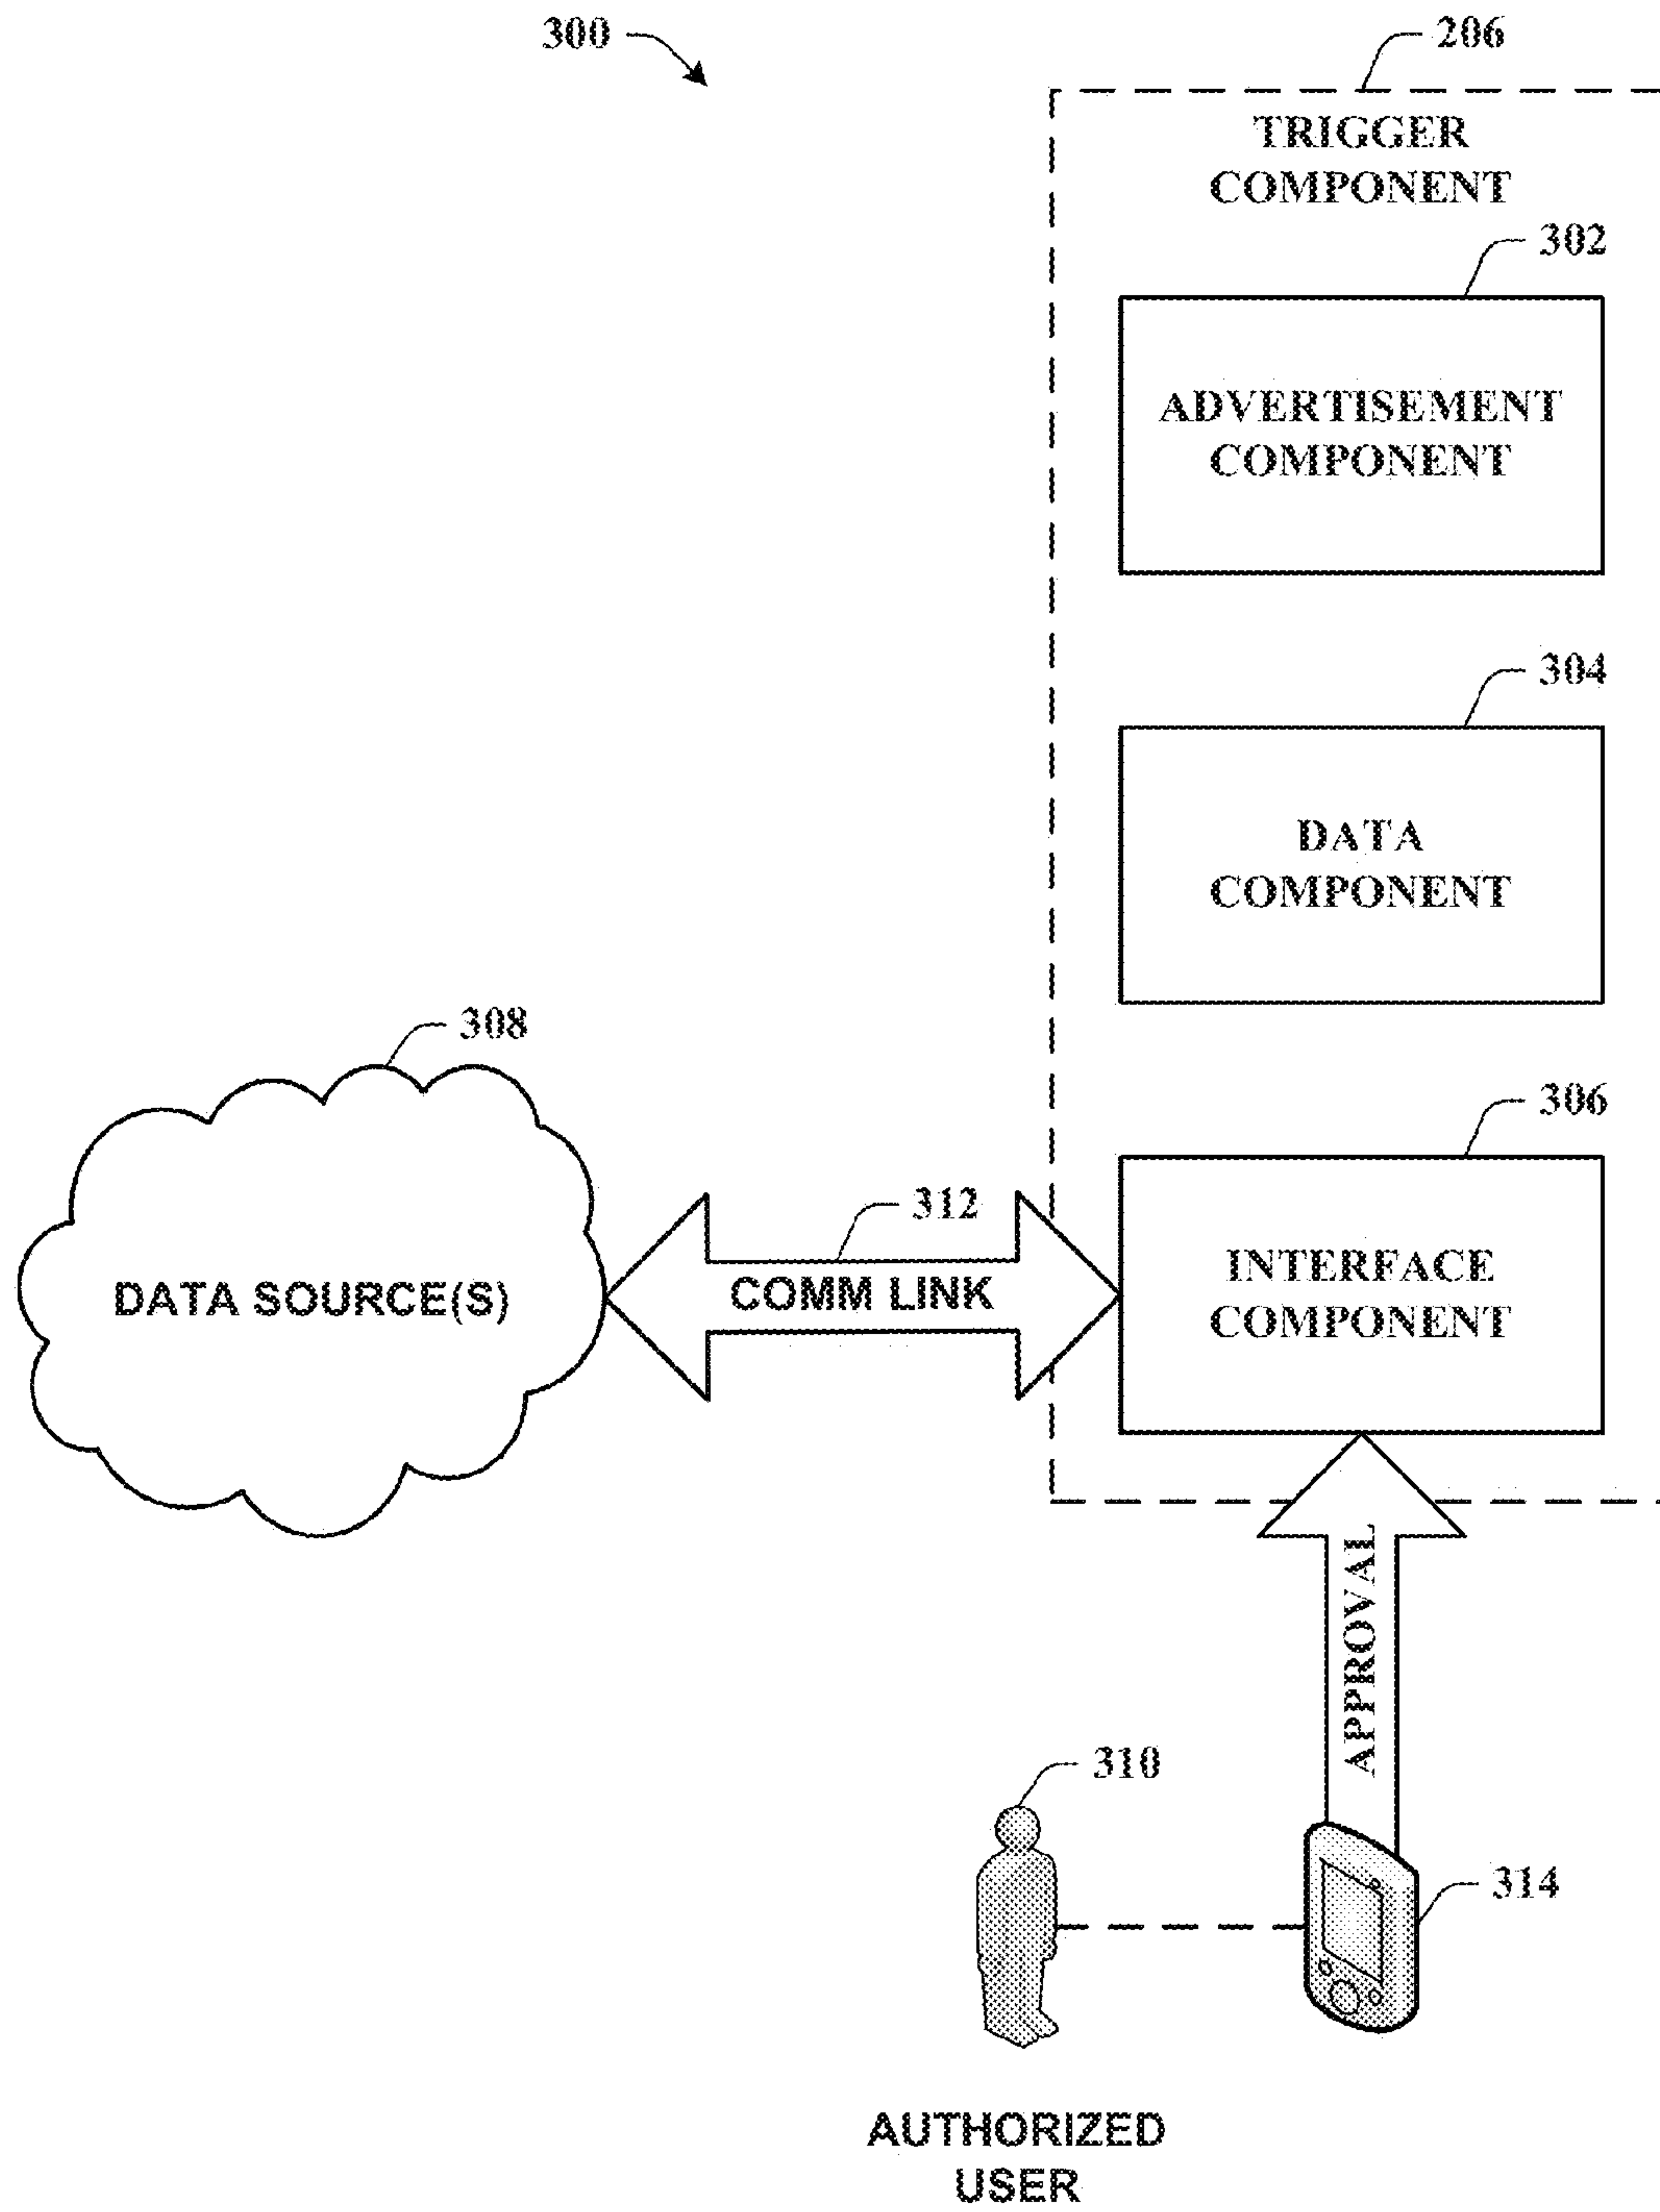 300
206
TRIGGER
COMPONENT
302
ADVERTISEMENT
COMPONENT
304
DATA
COMPONENT
308
306
312
INTERFACE
COMPONENT
DATA SOURCE(S)
COMM LINK
APPROVAL
310
314
AUTHORIZED
USER